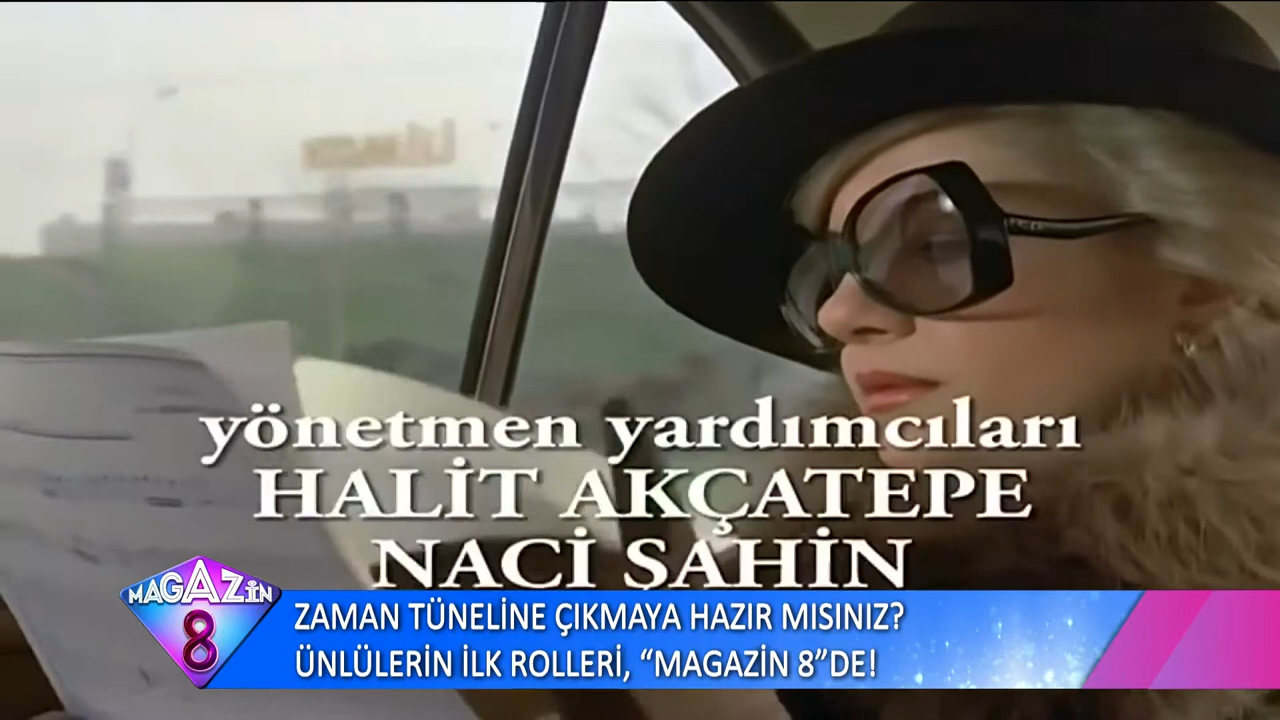 yönetmen yardımcıları
HALİT AKÇATEPE
NACİ ŞAHİN
MAGAZİN
8
ZAMAN TÜNELİNE ÇIKMAYA HAZIR MISINIZ?
ÜNLÜLERİN İLK ROLLERİ, “MAGAZİN 8”DE!